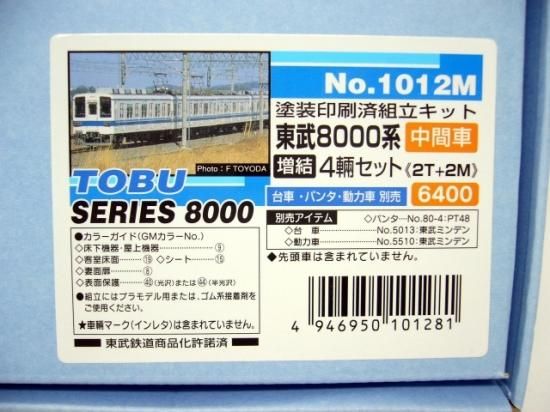 No.1012M
塗装印刷済組立キット
東武8000系 中間車
増結 4輛セット《2T+2M》
台車・パンタ・動力車 別売 6400
Photo:F TOYODA
TOBU
SERIES 8000
●カラーガイド(GMカラーNo.)
◇床下機器・屋上機器 ⑨
◇客室床面 ⑲ ◇シート ⑮
◇妻面扉 ⑧
◇表面保護 ㊵(光沢)または㊹(半光沢)
●組立にはプラモデル用または、ゴム系接着剤を
ご使用ください。
★車輛マーク(インレタ)は含まれていません。
東武鉄道商品化許諾済
別売アイテム ◇パンター No.80-4:PT48
◇台 車 No.5013:東武ミンデン
◇動力車 No.5510:東武ミンデン
◆先頭車は含まれていません。
4 946950 101281